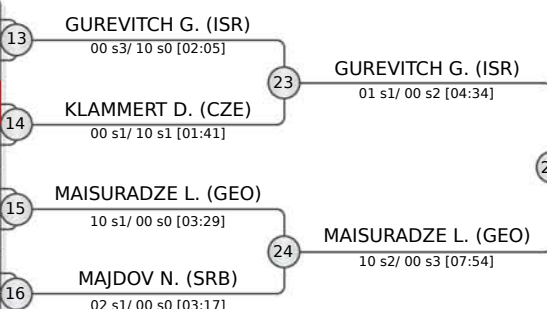 GUREVITCH G. (ISR)
13
00 s3/ 10 s0 [02:05]
GUREVITCH G. (ISR)
23
01 s1/ 00 s2 [04:34]
KLAMMERT D. (CZE)
14
00 s1/ 10 s1 [01:41]
MAISURADZE L. (GEO)
15
10 s1/ 00 s0 [03:29]
MAISURADZE L. (GEO)
24
10 s2/ 00 s3 [07:54]
MAJDOV N. (SRB)
16
02 s1/ 00 s0 [03:17]